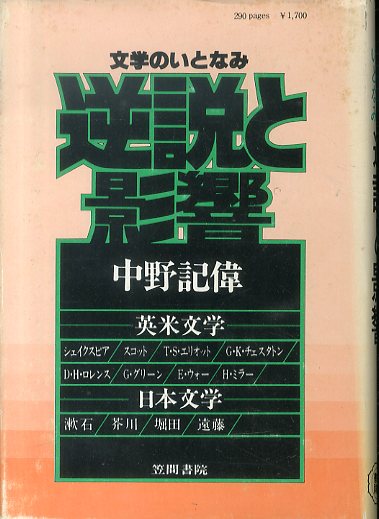 290 pages ¥1,700
文学のいとなみ
逆説と
影響
中野記偉
英米文学
シェイクスピア/スコット/T・S・エリオット/G・K・チェスタトン
D・H・ロレンス/G・グリーン/E・ウォー/H・ミラー
日本文学
漱石/芥川/堀田/遠藤/
笠間書院